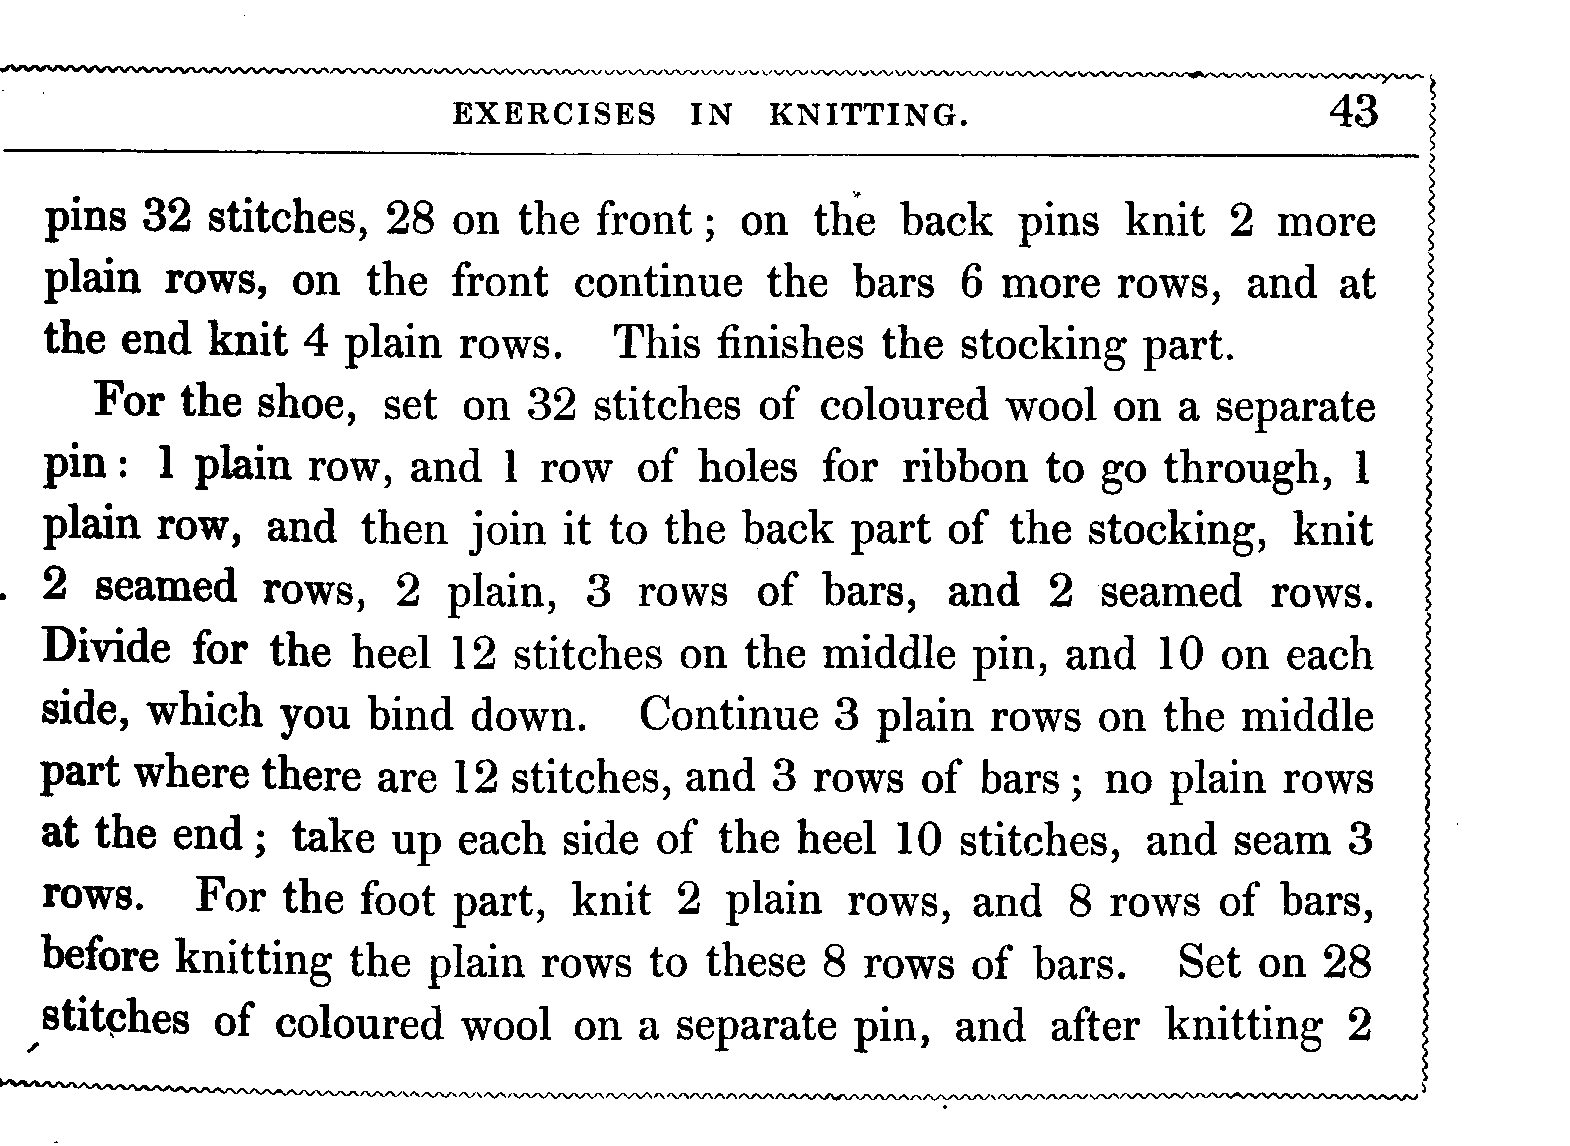 EXERCISES IN KNITTING. 43
pins 32 stitches, 28 on the front; on the back pins knit 2 more
plain rows, on the front continue the bars 6 more rows, and at
the end knit 4 plain rows. This finishes the stocking part.
For the shoe, set on 32 stitches of coloured wool on a separate
pin: 1 plain row, and 1 row of holes for ribbon to go through, 1
plain row, and then join it to the back part of the stocking, knit
2 seamed rows, 2 plain, 3 rows of bars, and 2 seamed rows.
Divide for the heel 12 stitches on the middle pin, and 10 on each
side, which you bind down. Continue 3 plain rows on the middle
part where there are 12 stitches, and 3 rows of bars; no plain rows
at the end; take up each side of the heel 10 stitches, and seam 3
rows. For the foot part, knit 2 plain rows, and 8 rows of bars,
before knitting the plain rows to these 8 rows of bars. Set on 28
stitches of coloured wool on a separate pin, and after knitting 2